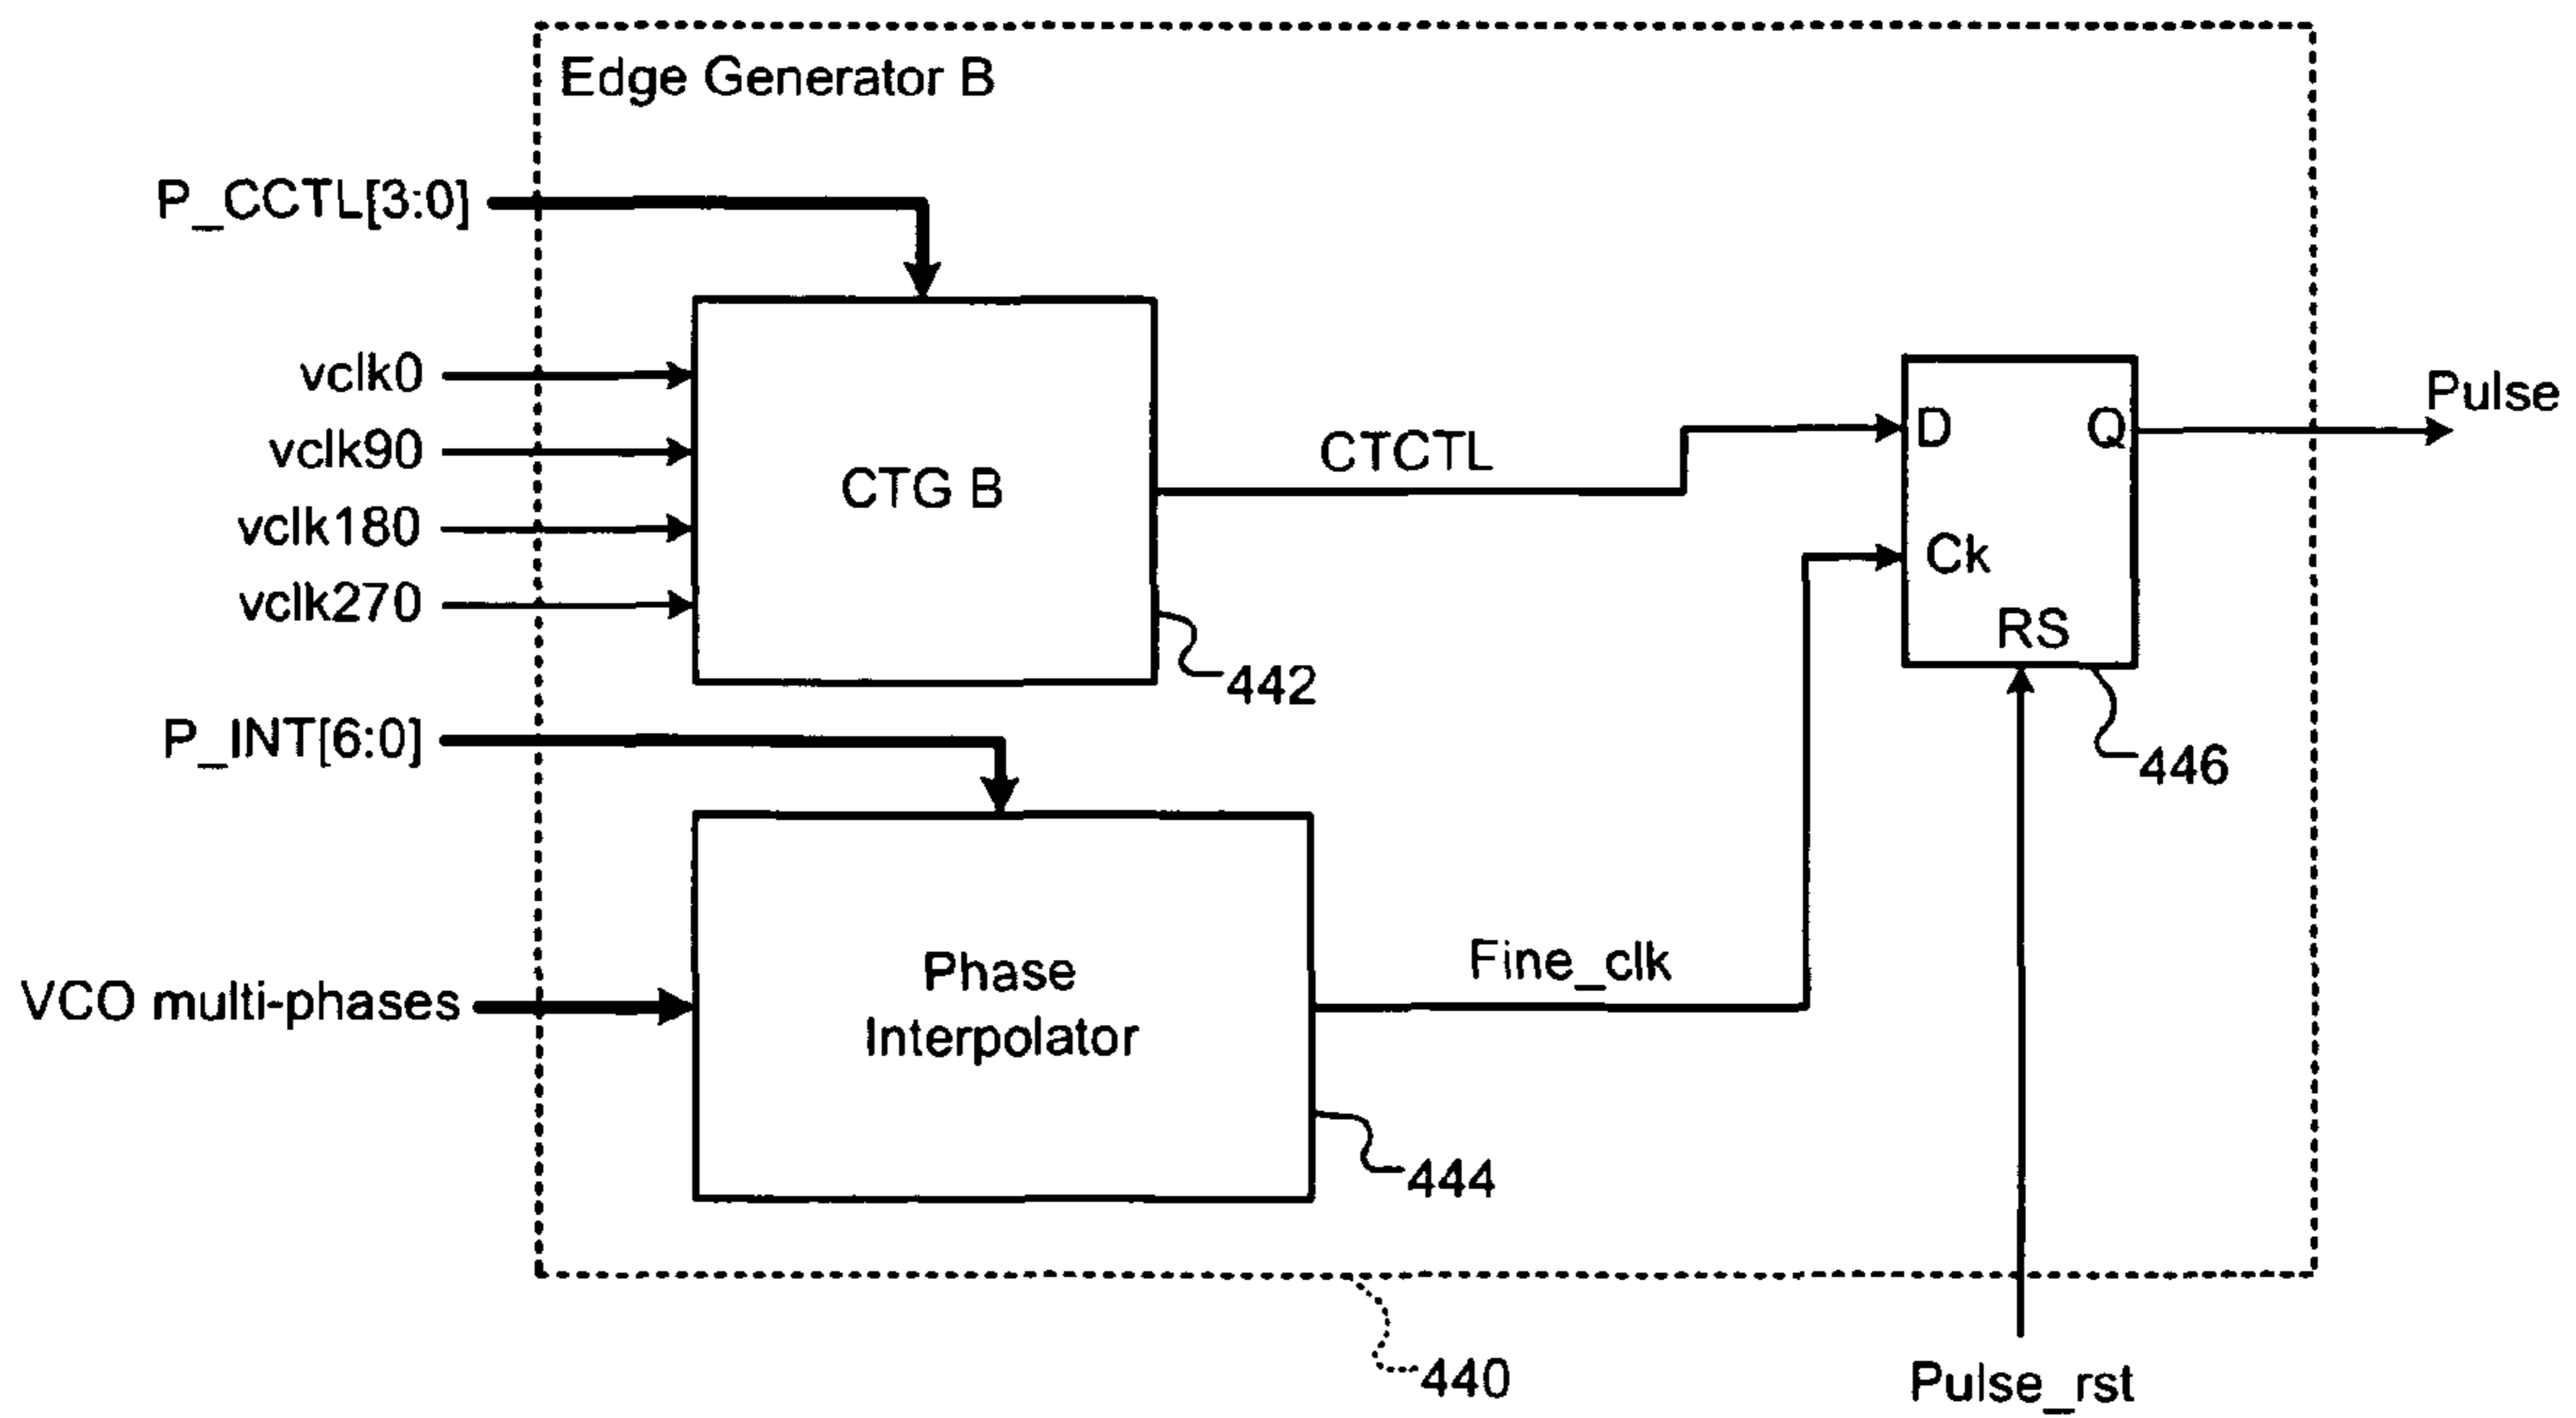 Edge Generator B
P_CCTL[3:0]
vclk0
vclk90
vclk180
vclk270
CTG B
442
CTCTL
D
Q
Ck
RS
446
Pulse
P_INT[6:0]
VCO multi-phases
Phase
Interpolator
444
Fine_clk
440
Pulse_rst